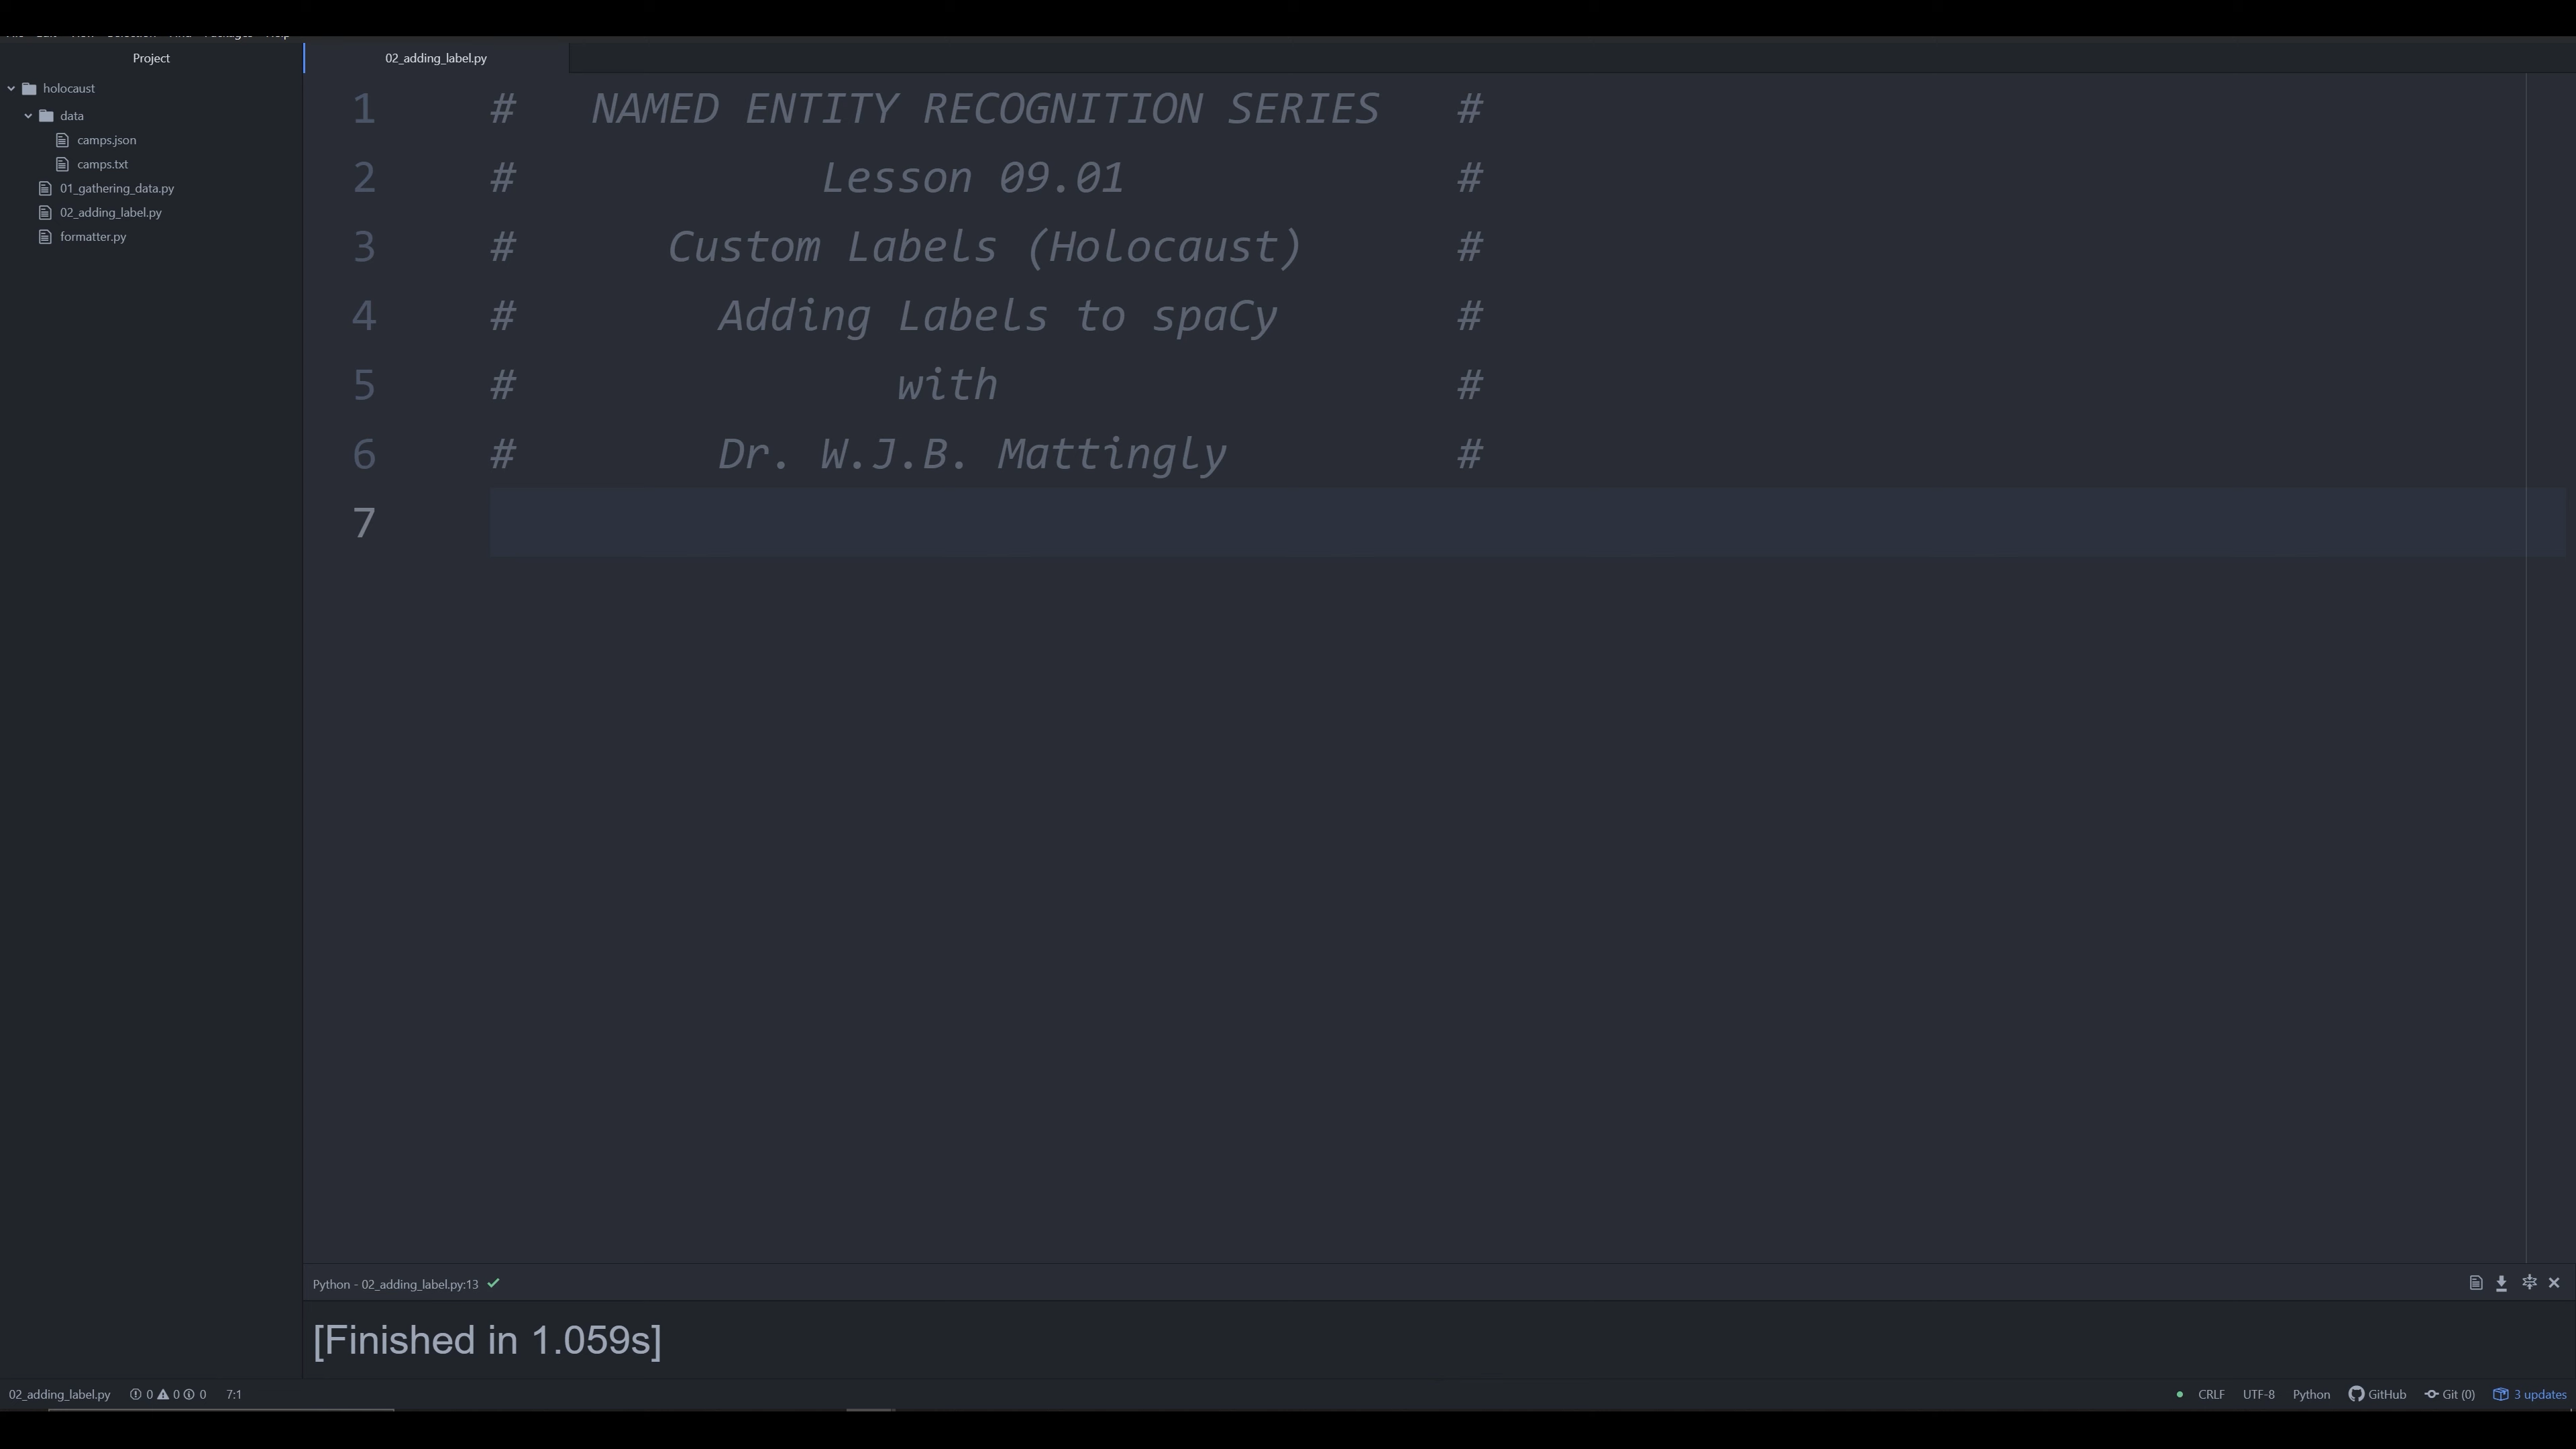 Project
holocaust
data
camps.json
camps.txt
01_gathering_data.py
02_adding_label.py
formatter.py
02_adding_label.py
1 # NAMED ENTITY RECOGNITION SERIES #
2 # Lesson 09.01 #
3 # Custom Labels (Holocaust) #
4 # Adding Labels to spaCy #
5 # with #
6 # Dr. W.J.B. Mattingly #
7
Python - 02_adding_label.py:13
[Finished in 1.059s]
02_adding_label.py 0 0 0 7:1 CRLF UTF-8 Python GitHub Git (0) 3 updates